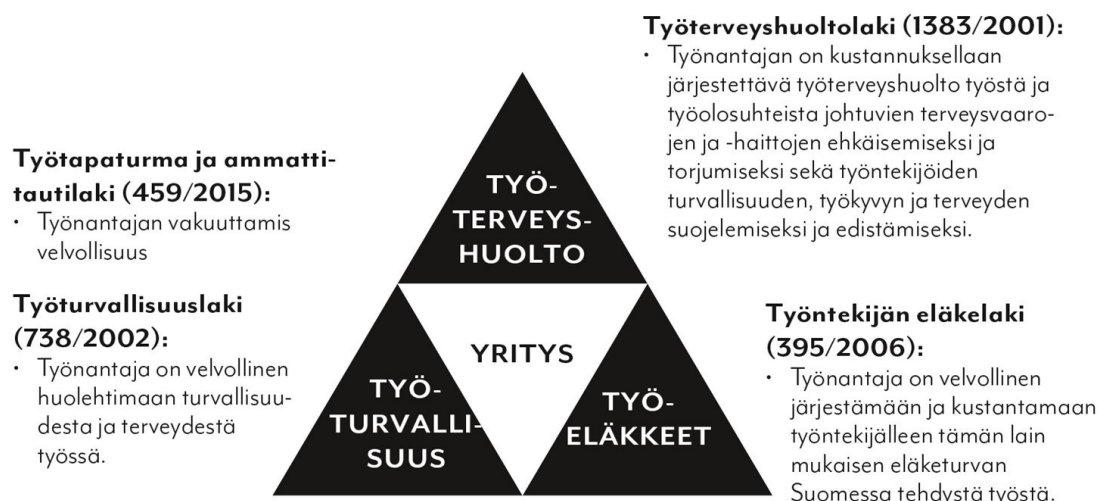 Työterveyshuoltolaki (1383/2001):
• Työnantajan on kustannuksellaan
järjestettävä työterveyshuolto työstä ja
työolosuhteista johtuvien terveysvaaro-
jen ja -haittojen ehkäisemiseksi ja
torjumiseksi sekä työntekijöiden
turvallisuuden, työkyvyn ja terveyden
suojelemiseksi ja edistämiseksi.
Työtapaturma ja ammatti-
tautilaki (459/2015):
• Työnantajan vakuuttamis
velvollisuus
TYÖ-
TERVEYS-
HUOLTO
Työturvallisuuslaki
(738/2002):
• Työnantaja on velvollinen
huolehtimaan turvallisuu-
desta ja terveydestä
työssä.
YRITYS
TYÖ-
TURVALLI-
SUUS
TYÖ-
ELÄKKEET
Työntekijän eläkelaki
(395/2006):
• Työnantaja on velvollinen
järjestämään ja kustantamaan
työntekijälleen tämän lain
mukaisen eläketurvan
Suomessa tehdystä työstä.